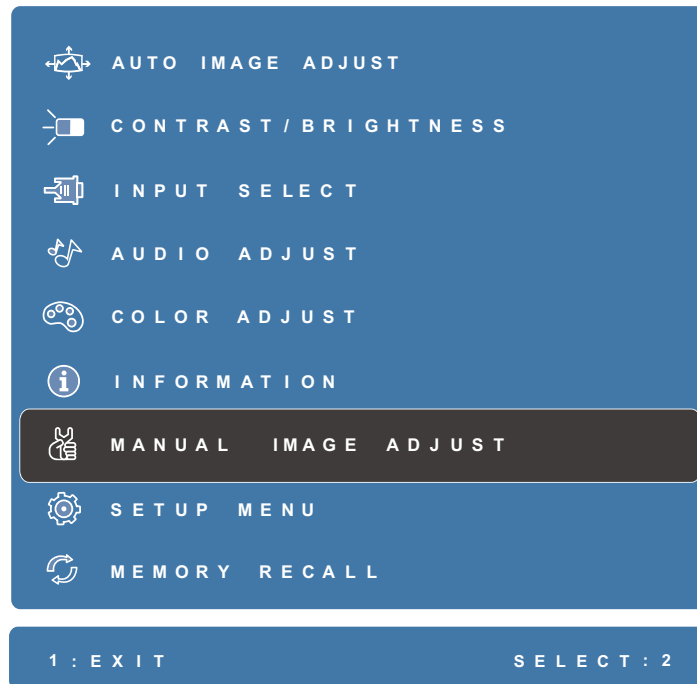 AUTO IMAGE ADJUST
CONTRAST/BRIGHTNESS
INPUT SELECT
AUDIO ADJUST
COLOR ADJUST
INFORMATION
MANUAL IMAGE ADJUST
SETUP MENU
MEMORY RECALL
1:EXIT SELECT:2